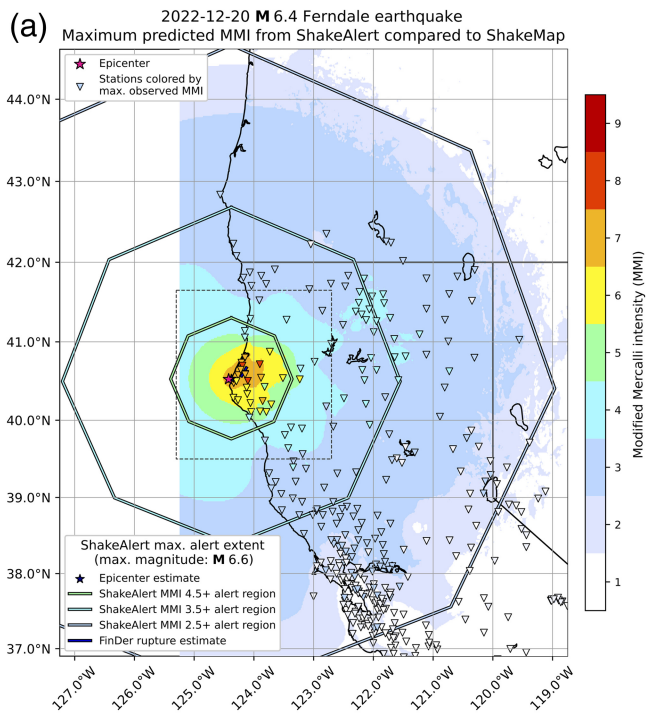 (a)
2022-12-20 M 6.4 Ferndale earthquake
Maximum predicted MMI from ShakeAlert compared to ShakeMap
Epicenter
Stations colored by
max. observed MMI
44.0°N
43.0°N
42.0°N
41.0°N
40.0°N
39.0°N
38.0°N
37.0°N
ShakeAlert max. alert extent
(max. magnitude: M 6.6)
Epicenter estimate
ShakeAlert MMI 4.5+ alert region
ShakeAlert MMI 3.5+ alert region
ShakeAlert MMI 2.5+ alert region
FinDer rupture estimate
127.0°W
126.0°W
125.0°W
124.0°W
123.0°W
122.0°W
121.0°W
120.0°W
119.0°W
9
8
7
6
5
4
3
2
1
Modified Mercalli intensity (MMI)